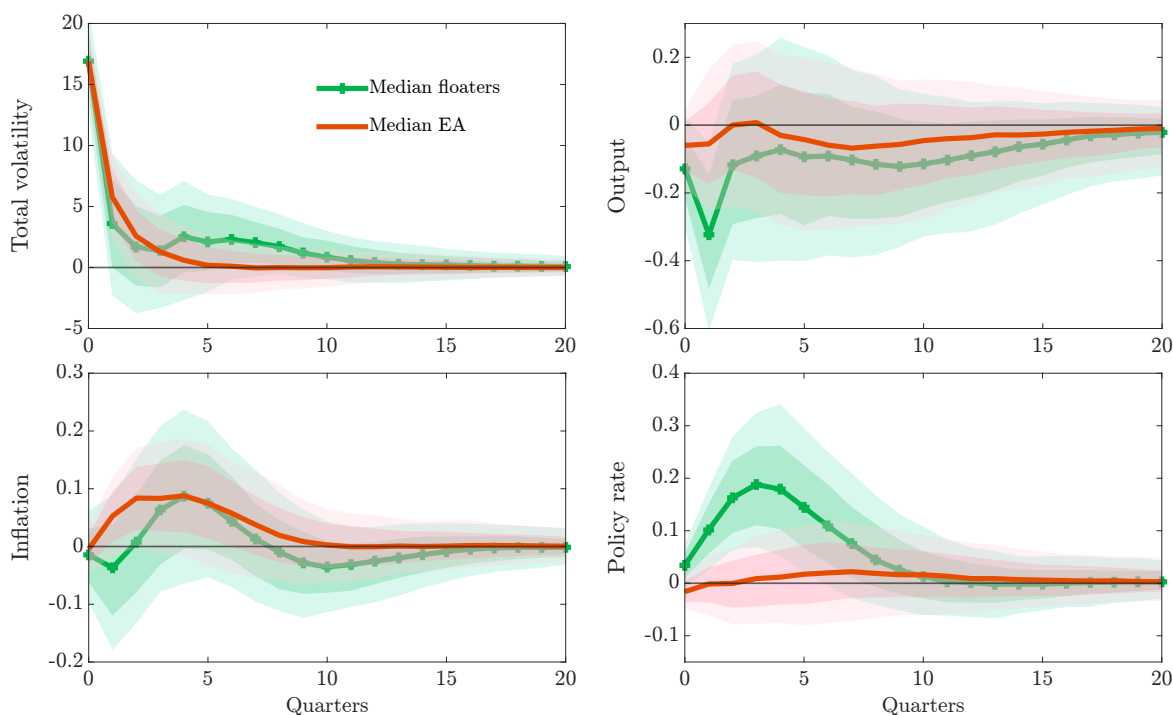 Total volatility
20
15
10
5
0
-5
0 5 10 15 20
Median floaters
Median EA
Output
0.2
0
-0.2
-0.4
-0.6
0 5 10 15 20
Inflation
0.3
0.2
0.1
0
-0.1
-0.2
0 5 10 15 20
Quarters
Policy rate
0.4
0.3
0.2
0.1
0
-0.1
0 5 10 15 20
Quarters